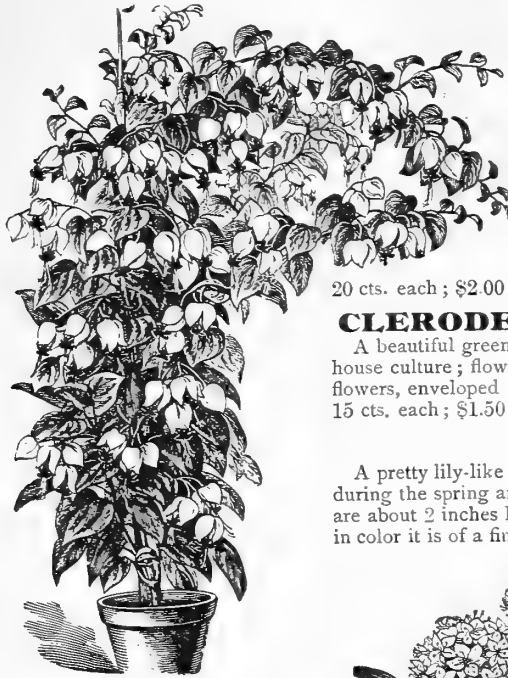 20 cts. each; $2.00
CLERODE
A beautiful green
house culture; flow
flowers, enveloped
15 cts. each; $1.50
A pretty lily-like
during the spring an
are about 2 inches l
in color it is of a fin